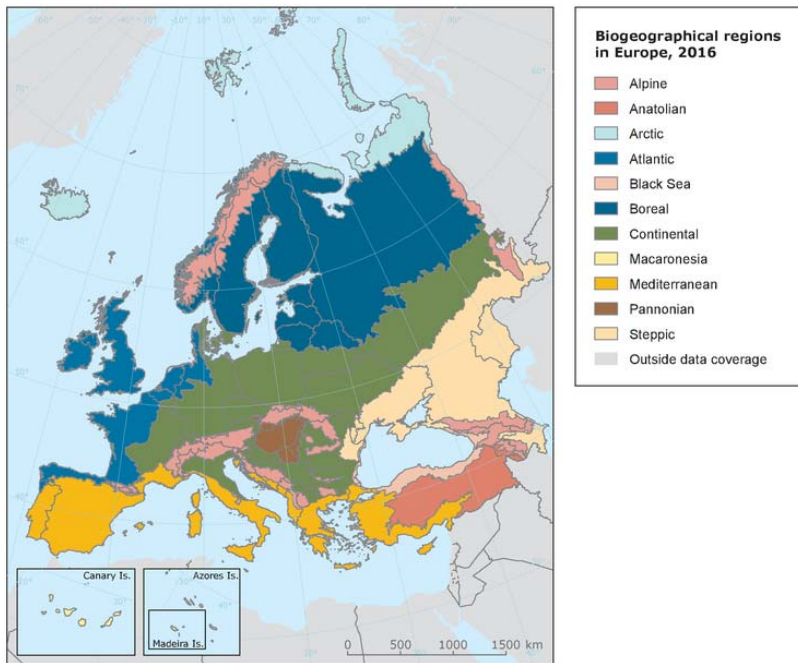 Biogeographical regions
in Europe, 2016
Alpine
Anatolian
Arctic
Atlantic
Black Sea
Boreal
Continental
Macaronesia
Mediterranean
Pannonian
Steppic
Outside data coverage
Canary Is.
Azores Is.
Madeira Is.
0 500 1000 1500 km